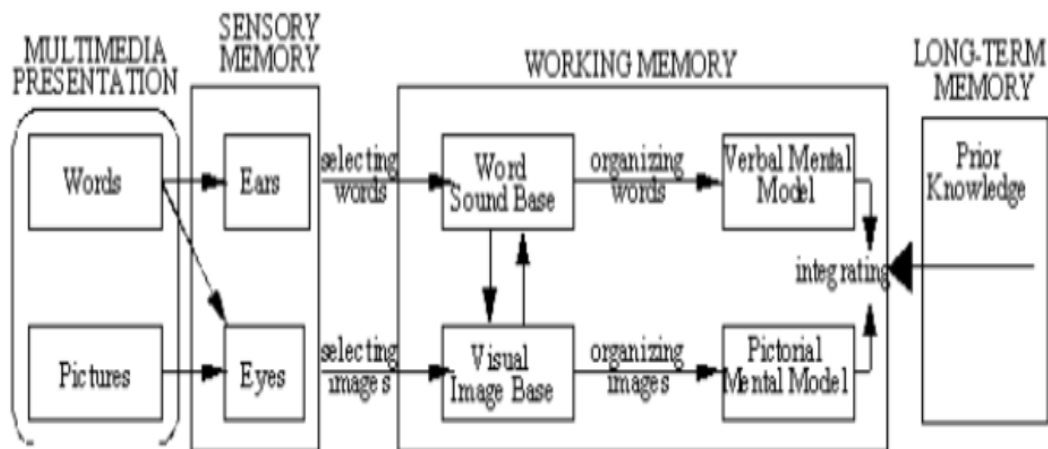 MULTIMEDIA
PRESENTATION
SENSORY
MEMORY
WORKING MEMORY
LONG-TERM
MEMORY
Words
Ears
selecting
words
Word
Sound Base
organizing
words
Verbal Mental
Model
Prior
Knowledge
integrating
Pictures
Eyes
selecting
images
Visual
Image Base
organizing
images
Pictorial
Mental Model